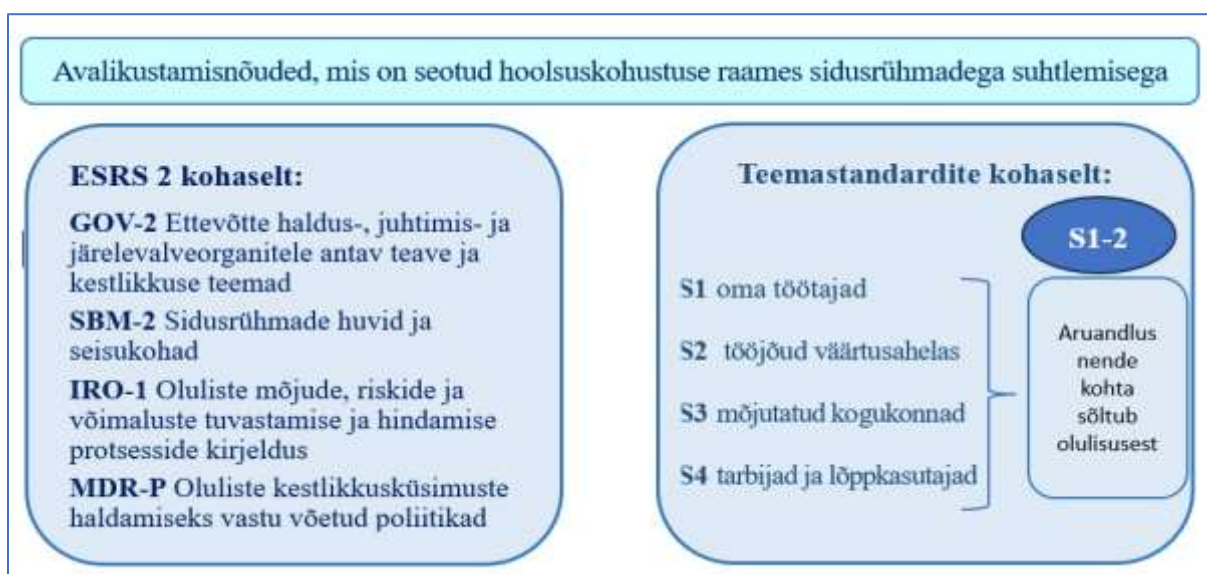 Avalikustamisnõuded, mis on seotud hoolsuskohustuse raames sidusrühmadega suhtlemisega
ESRS 2 kohaselt:
GOV-2 Ettevõtte haldus-, juhtimis- ja
järelevalveorganitele antav teave ja
kestlikkuse teemad
SBM-2 Sidusrühmade huvid ja
seisukohad
IRO-1 Oluliste mõjude, riskide ja
võimaluste tuvastamise ja hindamise
protsesside kirjeldus
MDR-P Oluliste kestlikkusküsimuste
haldamiseks vastu võetud poliitikad
Teemastandardite kohaselt:
S1-2
S1 oma töötajad
S2 tööjõud väärtusahelas
S3 mõjutatud kogukonnad
S4 tarbijad ja lõppkasutajad
Aruandlus
nende
kohta
sõltub
olulisusest